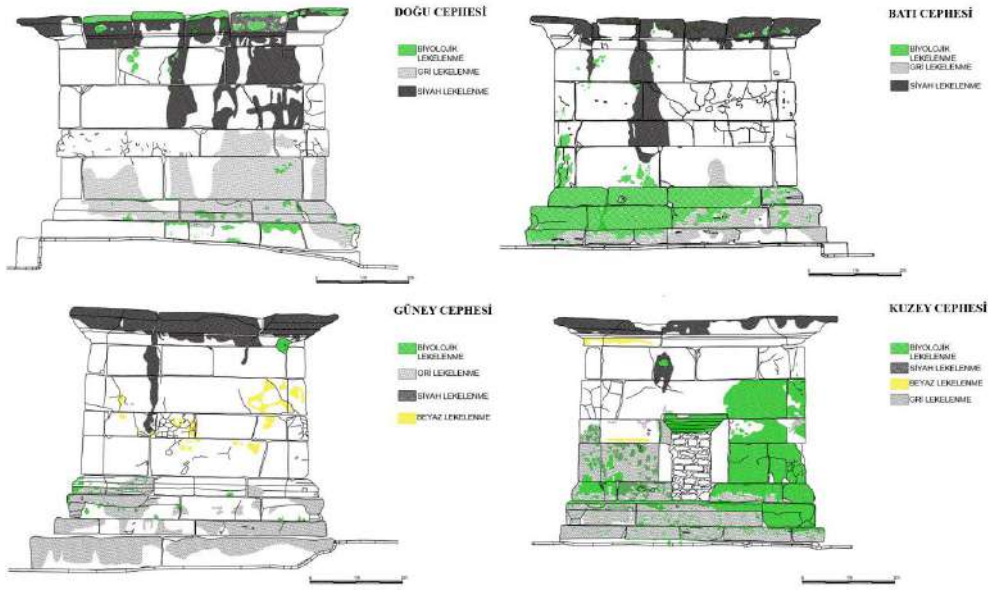 DOĞU CEPHESİ
BİYOLOJİK
LEKELENME
GRİ LEKELENME
SİYAH LEKELENME
BATI CEPHESİ
BİYOLOJİK
LEKELENME
GRİ LEKELENME
SİYAH LEKELENME
GÜNEY CEPHESİ
BİYOLOJİK
LEKELENME
GRİ LEKELENME
SİYAH LEKELENME
BEYAZ LEKELENME
KUZEY CEPHESİ
BİYOLOJİK
LEKELENME
SİYAH LEKELENME
BEYAZ LEKELENME
GRİ LEKELENME